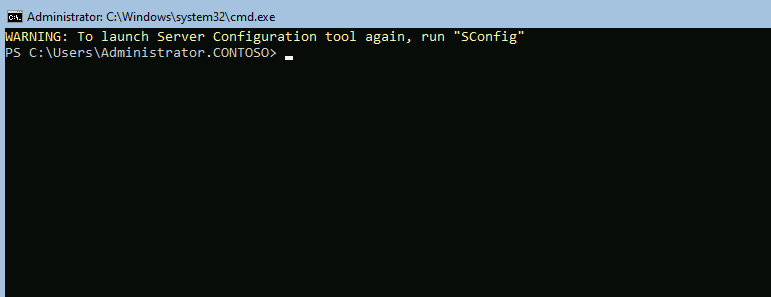 Administrator: C:\Windows\system32\cmd.exe
WARNING: To launch Server Configuration tool again, run "SConfig"
PS C:\Users\Administrator.CONTOSO>